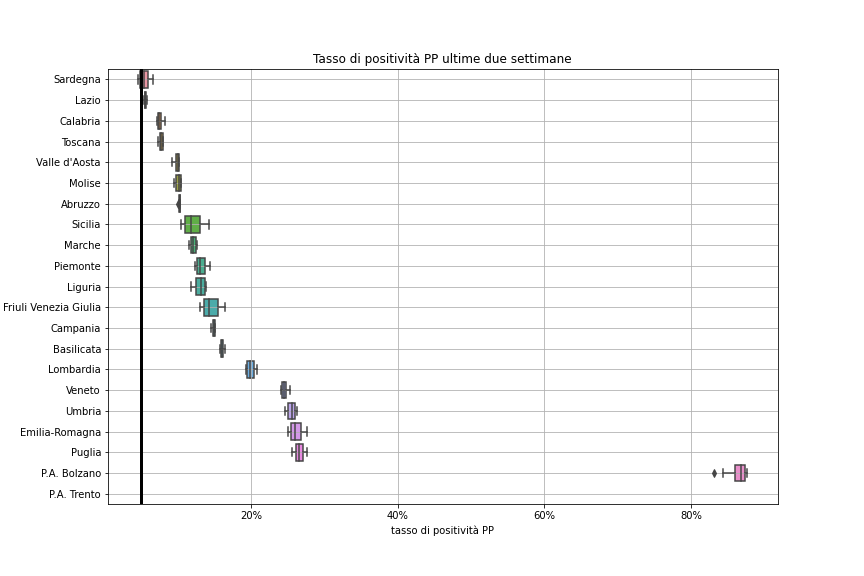 Tasso di positività PP ultime due settimane
Sardegna
Lazio
Calabria
Toscana
Valle d'Aosta
Molise
Abruzzo
Sicilia
Marche
Piemonte
Liguria
Friuli Venezia Giulia
Campania
Basilicata
Lombardia
Veneto
Umbria
Emilia-Romagna
Puglia
P.A. Bolzano
P.A. Trento
20% 40% 60% 80%
tasso di positività PP